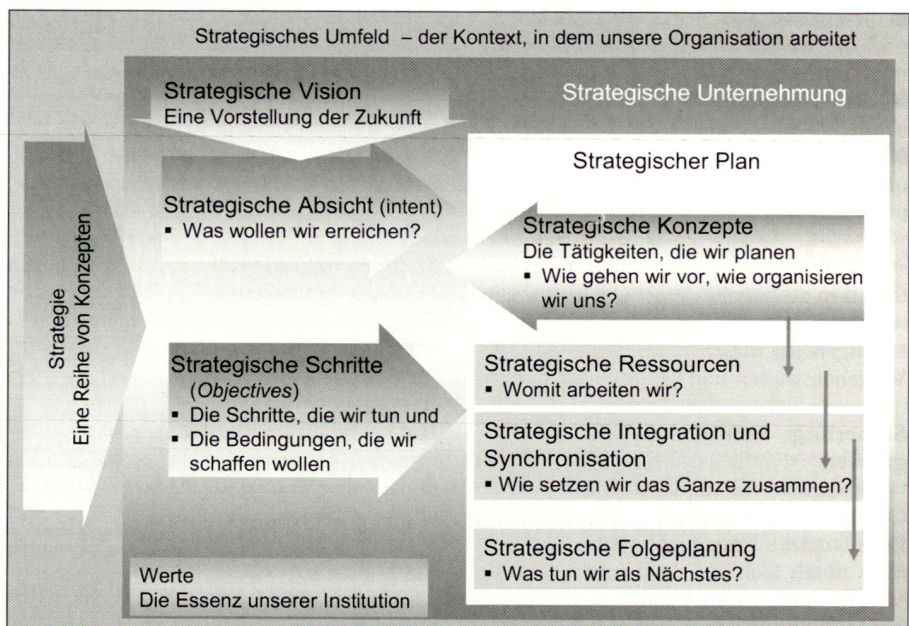 Strategisches Umfeld – der Kontext, in dem unsere Organisation arbeitet
Strategie
Eine Reihe von Konzepten
Strategische Vision
Eine Vorstellung der Zukunft
Strategische Absicht (intent)
▪ Was wollen wir erreichen?
Strategische Schritte
(Objectives)
▪ Die Schritte, die wir tun und
▪ Die Bedingungen, die wir
schaffen wollen
Werte
Die Essenz unserer Institution
Strategische Unternehmung
Strategischer Plan
Strategische Konzepte
Die Tätigkeiten, die wir planen
▪ Wie gehen wir vor, wie organisieren
wir uns?
Strategische Ressourcen
▪ Womit arbeiten wir?
Strategische Integration und
Synchronisation
▪ Wie setzen wir das Ganze zusammen?
Strategische Folgeplanung
▪ Was tun wir als Nächstes?